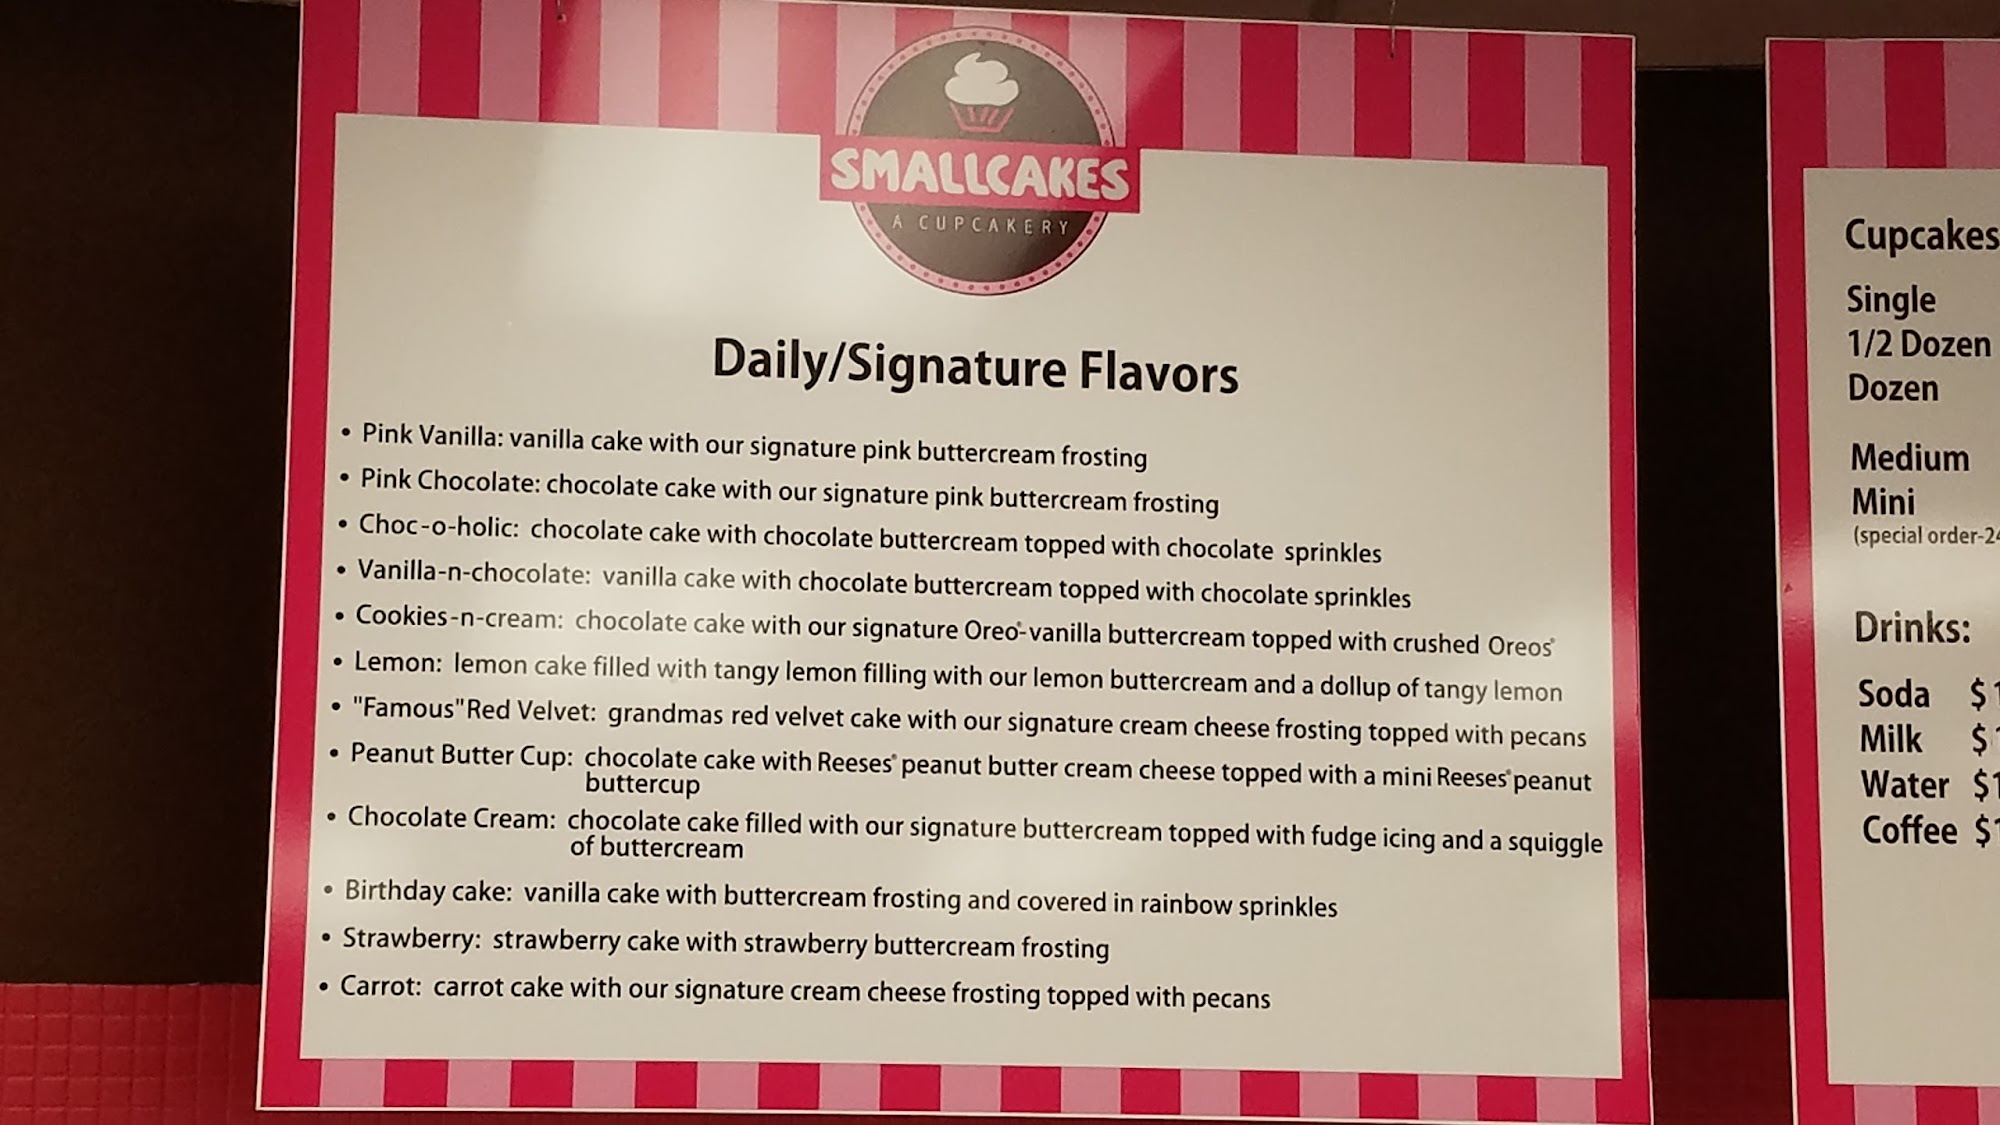 SMALLCAKES
A CUPCAKERY
Daily/Signature Flavors
• Pink Vanilla: vanilla cake with our signature pink buttercream frosting
• Pink Chocolate: chocolate cake with our signature pink buttercream frosting
• Choc-o-holic: chocolate cake with chocolate buttercream topped with chocolate sprinkles
• Vanilla-n-chocolate: vanilla cake with chocolate buttercream topped with chocolate sprinkles
• Cookies-n-cream: chocolate cake with our signature Oreo®-vanilla buttercream topped with crushed Oreos®
• Lemon: lemon cake filled with tangy lemon filling with our lemon buttercream and a dollup of tangy lemon
• "Famous"Red Velvet: grandmas red velvet cake with our signature cream cheese frosting topped with pecans
• Peanut Butter Cup: chocolate cake with Reeses® peanut butter cream cheese topped with a mini Reeses® peanut
buttercup
• Chocolate Cream: chocolate cake filled with our signature buttercream topped with fudge icing and a squiggle
of buttercream
• Birthday cake: vanilla cake with buttercream frosting and covered in rainbow sprinkles
• Strawberry: strawberry cake with strawberry buttercream frosting
• Carrot: carrot cake with our signature cream cheese frosting topped with pecans
Cupcakes
Single
1/2 Dozen
Dozen
Medium
Mini
(special order-24
Drinks:
Soda $1
Milk $1
Water $1
Coffee $1